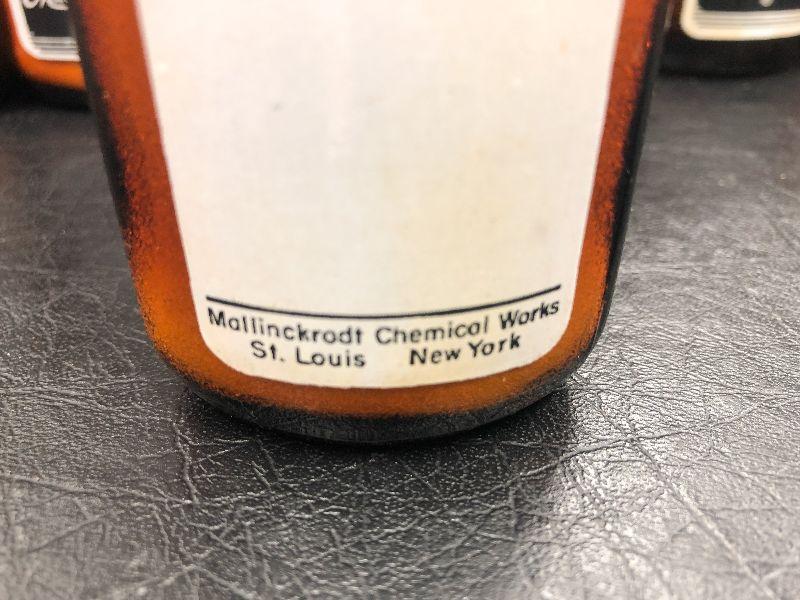 Mallinckrodt Chemical Works
St. Louis New York